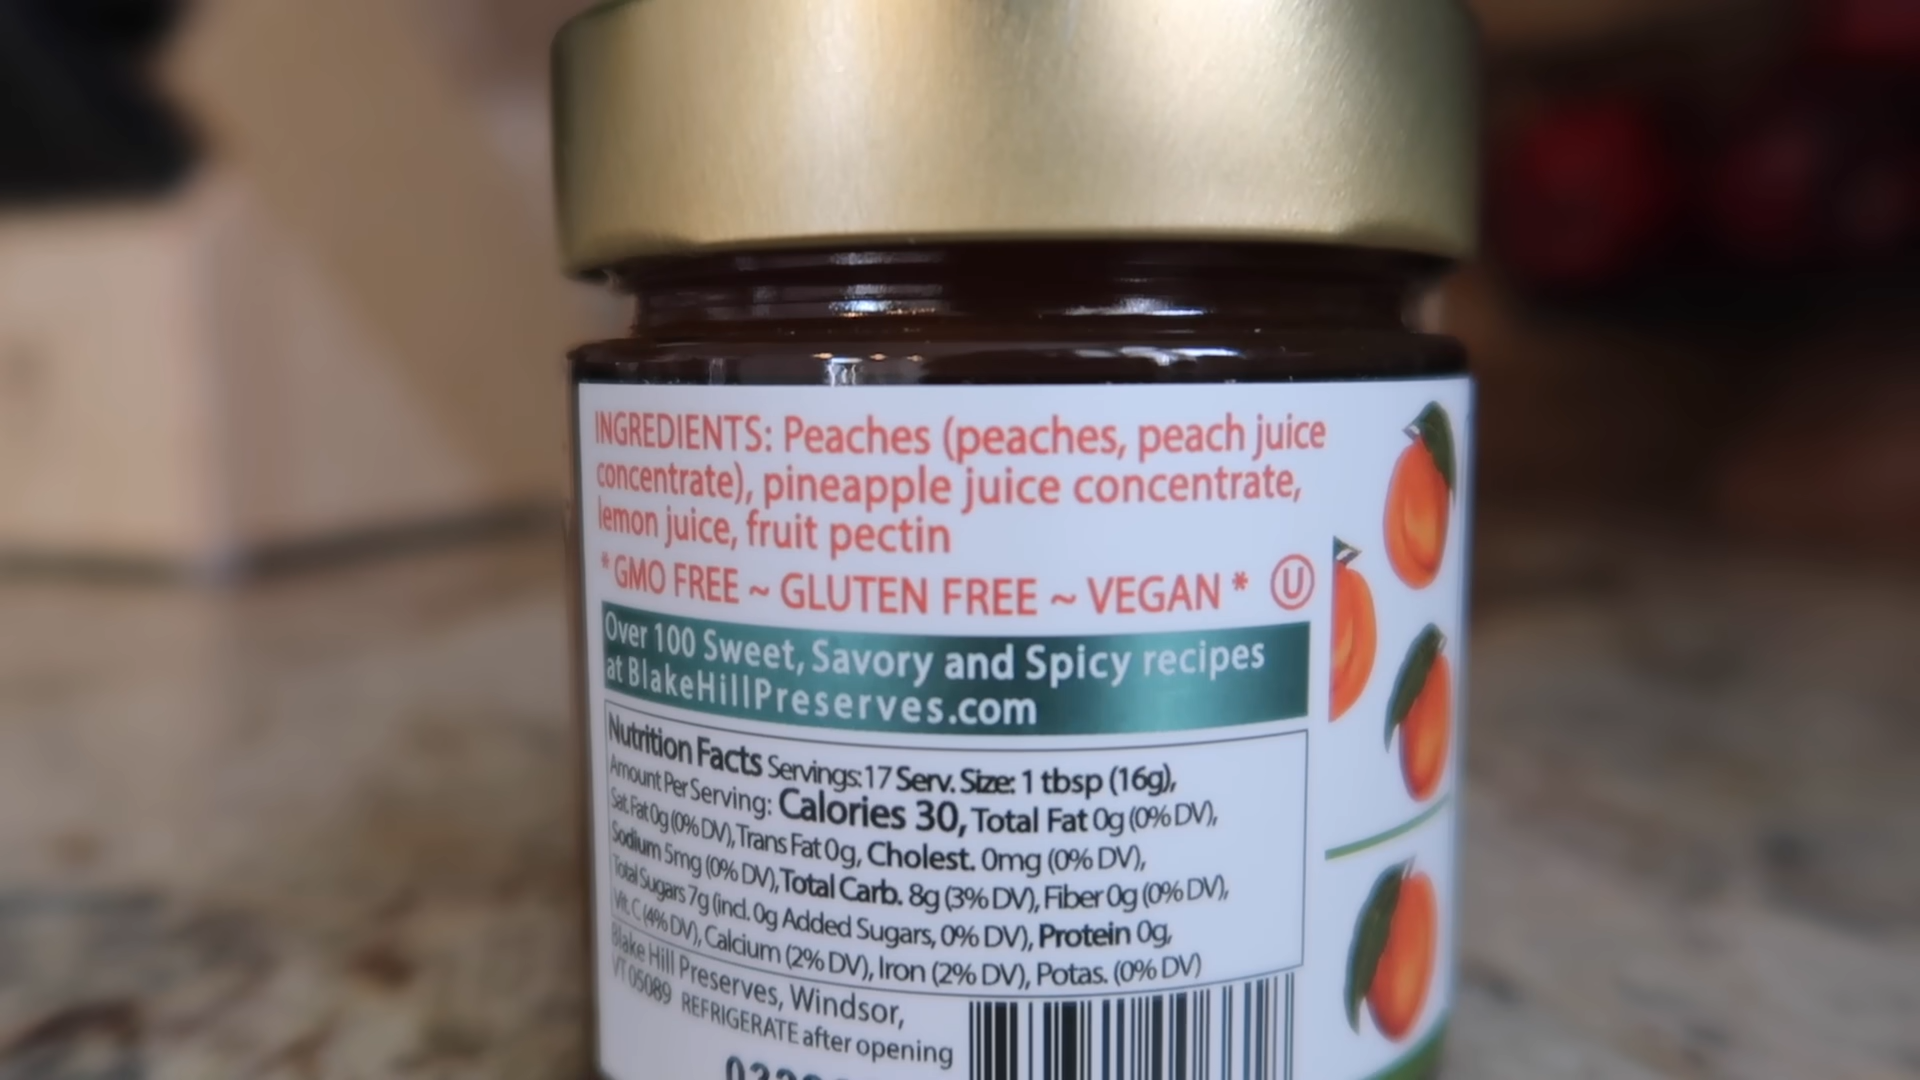 INGREDIENTS: Peaches (peaches, peach juice
concentrate), pineapple juice concentrate,
lemon juice, fruit pectin
* GMO FREE ~ GLUTEN FREE ~ VEGAN * Ⓤ
Over 100 Sweet, Savory and Spicy recipes
at BlakeHillPreserves.com
Nutrition Facts Servings:17 Serv. Size: 1 tbsp (16g),
Amount Per Serving: Calories 30, Total Fat 0g (0% DV),
Sat. Fat 0g (0% DV), Trans Fat 0g, Cholest. 0mg (0% DV),
Sodium 5mg (0% DV), Total Carb. 8g (3% DV), Fiber 0g (0% DV),
Total Sugars 7g (incl. 0g Added Sugars, 0% DV), Protein 0g,
Vit. C (4% DV), Calcium (2% DV), Iron (2% DV), Potas. (0% DV)
Blake Hill Preserves, Windsor,
VT 05089 REFRIGERATE after opening